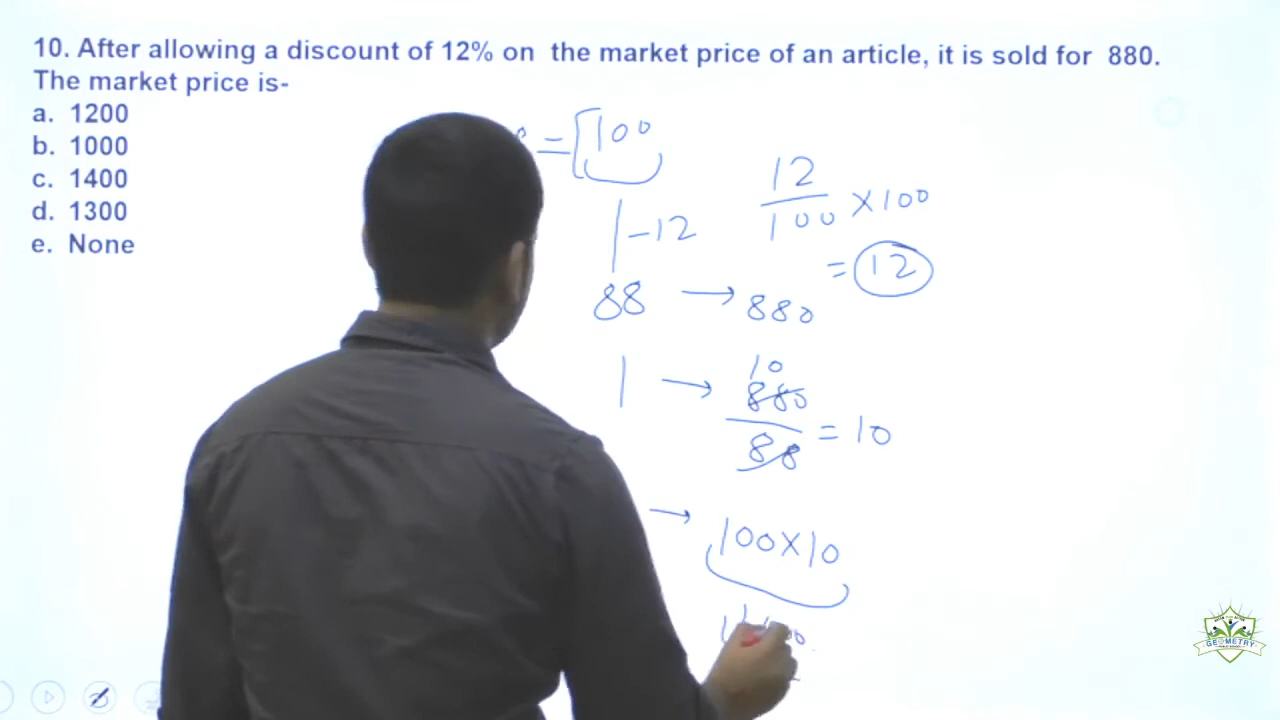 10. After allowing a discount of 12% on the market price of an article, it is sold for 880.
The market price is-
a. 1200
b. 1000
c. 1400
d. 1300
e. None
= [100
-12
12/100 × 100
= 12
88 → 880
1 → 880/88 = 10
10
→ 100 × 10
GEOMETRY